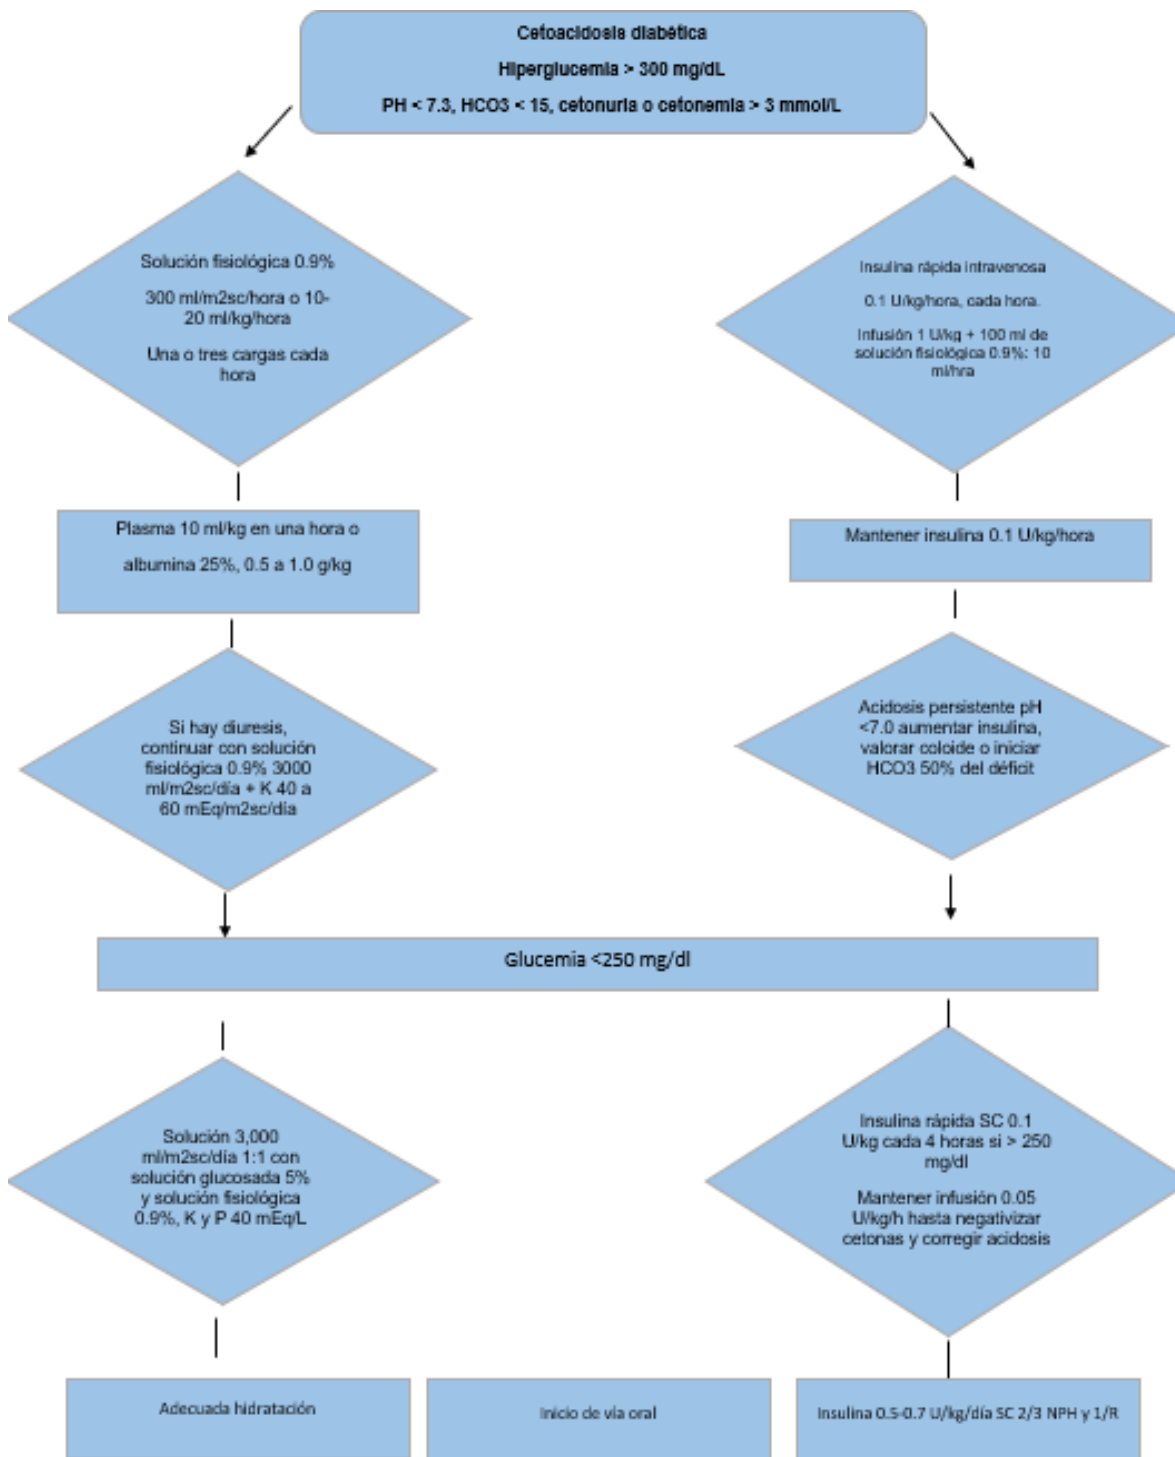 Cetoacidosis diabética
Hiperglucemia > 300 mg/dL
PH < 7.3, HCO3 < 15, cetonuria o cetonemia > 3 mmol/L
Solución fisiológica 0.9%
300 ml/m2sc/hora o 10-
20 ml/kg/hora
Una o tres cargas cada
hora
Insulina rápida intravenosa
0.1 U/kg/hora, cada hora.
Infusión 1 U/kg + 100 ml de
solución fisiológica 0.9%: 10
ml/hra
Plasma 10 ml/kg en una hora o
albumina 25%, 0.5 a 1.0 g/kg
Mantener insulina 0.1 U/kg/hora
Si hay diuresis,
continuar con solución
fisiológica 0.9% 3000
ml/m2sc/día + K 40 a
60 mEq/m2sc/día
Acidosis persistente pH
<7.0 aumentar insulina,
valorar coloide o iniciar
HCO3 50% del déficit
Glucemia <250 mg/dl
Solución 3,000
ml/m2sc/día 1:1 con
solución glucosada 5%
y solución fisiológica
0.9%, K y P 40 mEq/L
Insulina rápida SC 0.1
U/kg cada 4 horas si > 250
mg/dl
Mantener infusión 0.05
U/kg/h hasta negativizar
cetonas y corregir acidosis
Adecuada hidratación
Inicio de vía oral
Insulina 0.5-0.7 U/kg/día SC 2/3 NPH y 1/R